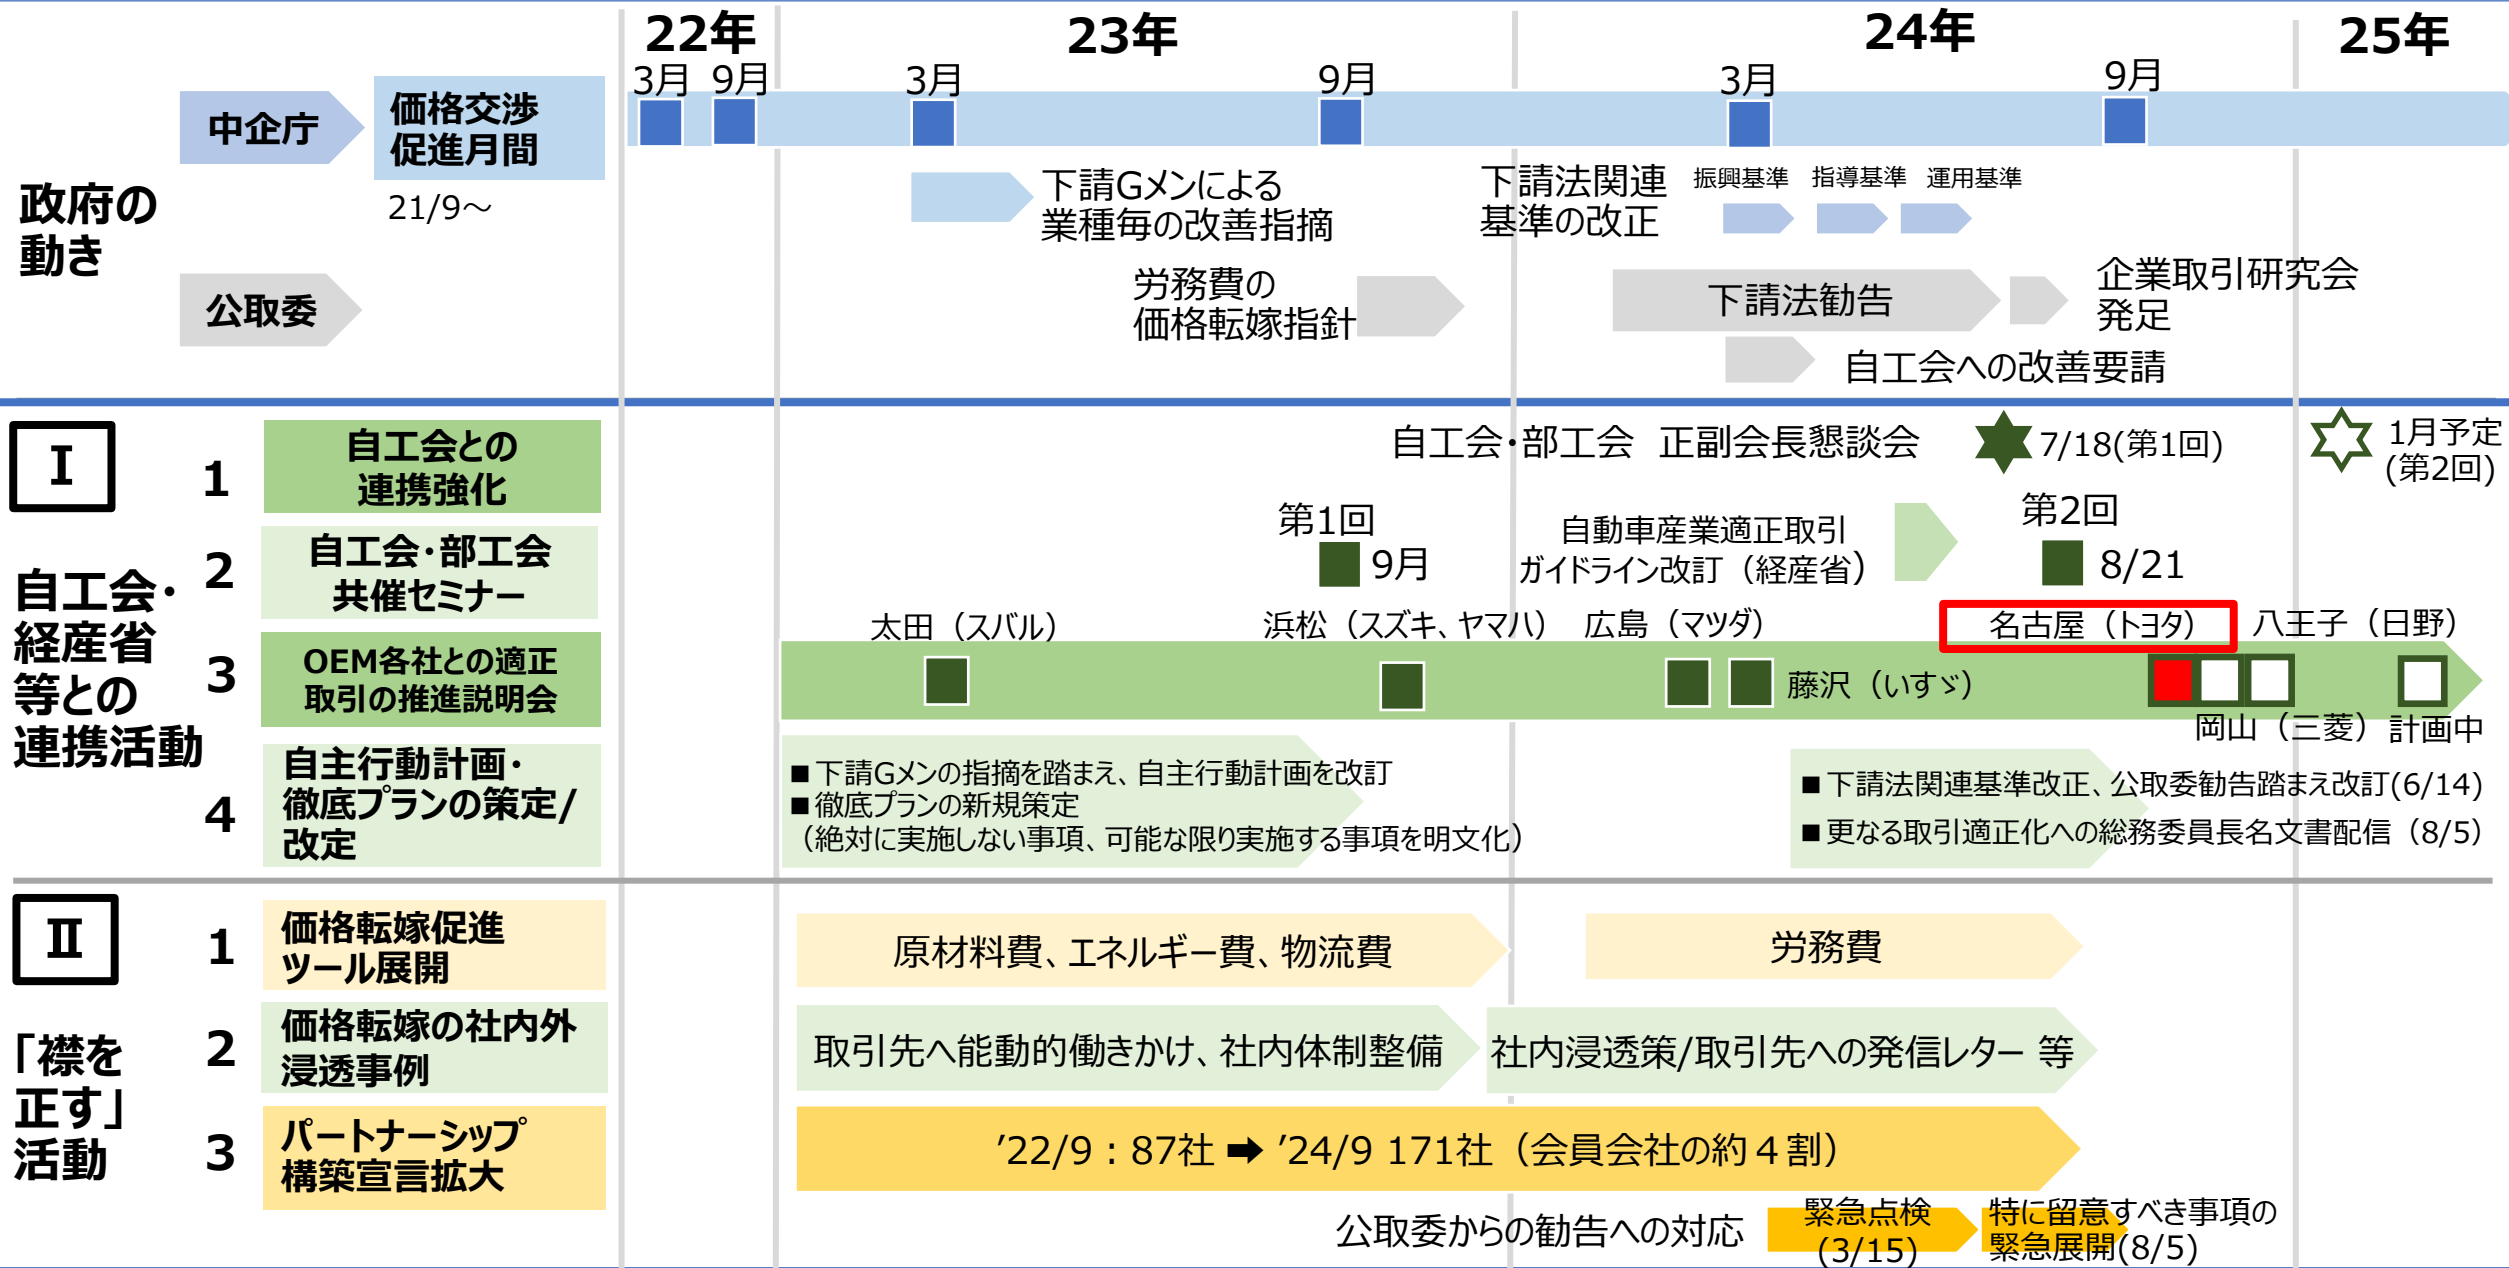 22年
23年
24年
25年
3月
9月
3月
9月
3月
9月
政府の
動き
中企庁
価格交渉
促進月間
21/9～
下請Gメンによる
業種毎の改善指摘
下請法関連
基準の改正
振興基準
指導基準
運用基準
公取委
労務費の
価格転嫁指針
下請法勧告
企業取引研究会
発足
自工会への改善要請
Ⅰ
自工会・
経産省
等との
連携活動
1
自工会との
連携強化
自工会・部工会　正副会長懇談会
7/18(第1回)
1月予定
(第2回)
2
自工会・部工会
共催セミナー
第1回
9月
自動車産業適正取引
ガイドライン改訂（経産省）
第2回
8/21
3
OEM各社との適正
取引の推進説明会
太田（スバル）
浜松（スズキ、ヤマハ）
広島（マツダ）
藤沢（いすゞ）
名古屋（トヨタ）
八王子（日野）
岡山（三菱）
計画中
4
自主行動計画・
徹底プランの策定/
改定
■下請Gメンの指摘を踏まえ、自主行動計画を改訂
■徹底プランの新規策定
（絶対に実施しない事項、可能な限り実施する事項を明文化）
■下請法関連基準改正、公取委勧告踏まえ改訂(6/14)
■更なる取引適正化への総務委員長名文書配信（8/5）
Ⅱ
「襟を
正す」
活動
1
価格転嫁促進
ツール展開
原材料費、エネルギー費、物流費
労務費
2
価格転嫁の社内外
浸透事例
取引先へ能動的働きかけ、社内体制整備
社内浸透策/取引先への発信レター 等
3
パートナーシップ
構築宣言拡大
’22/9：87社 ➡ ’24/9 171社（会員会社の約４割）
公取委からの勧告への対応
緊急点検
(3/15)
特に留意すべき事項の
緊急展開(8/5)